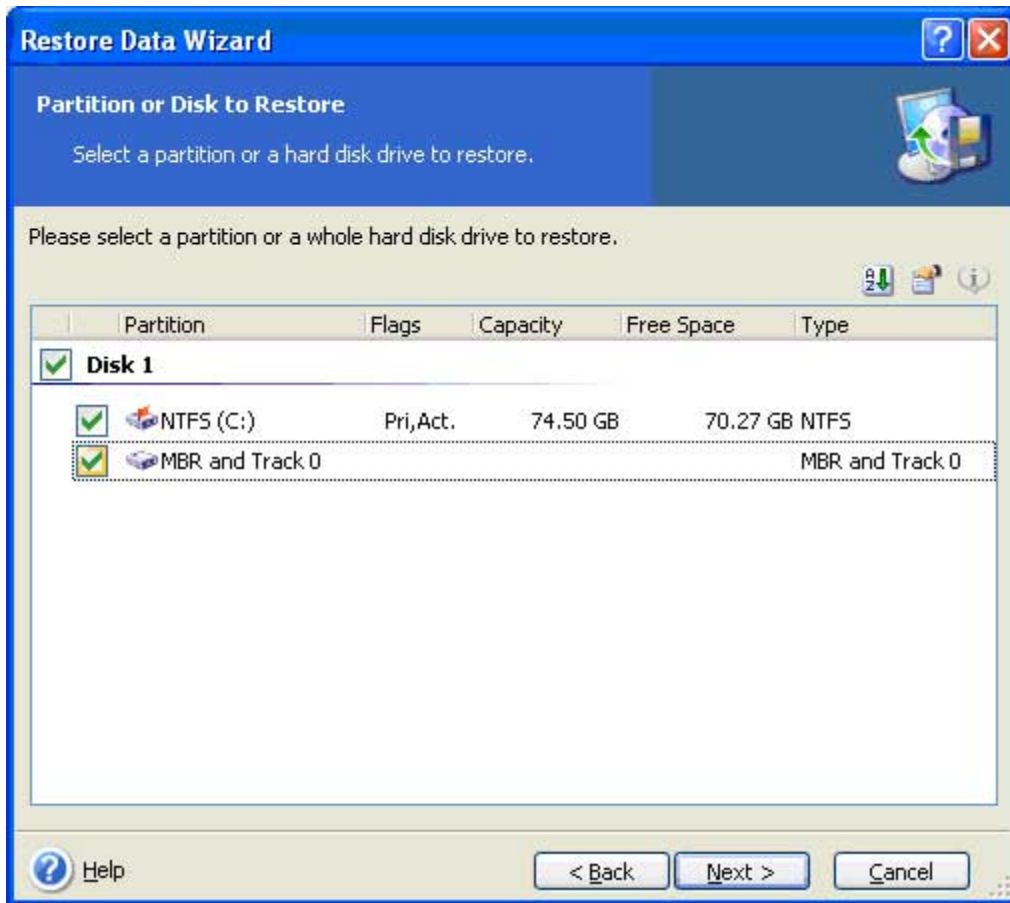 Restore Data Wizard
Partition or Disk to Restore
Select a partition or a hard disk drive to restore.
Please select a partition or a whole hard disk drive to restore.
Partition Flags Capacity Free Space Type
Disk 1
NTFS (C:) Pri,Act. 74.50 GB 70.27 GB NTFS
MBR and Track 0 MBR and Track 0
Help < Back Next > Cancel